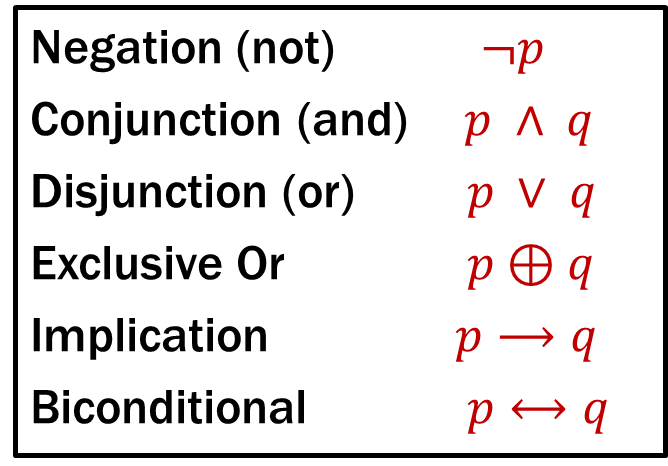 Negation (not) ¬p
Conjunction (and) p ∧ q
Disjunction (or) p ∨ q
Exclusive Or p ⊕ q
Implication p ⟶ q
Biconditional p ⟷ q